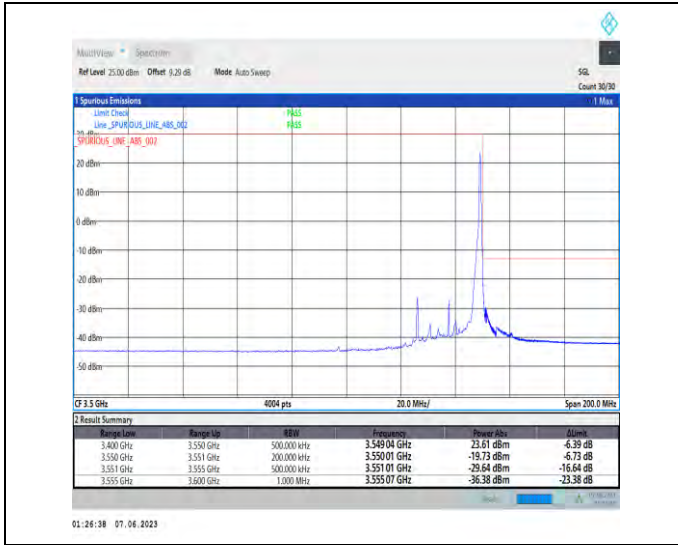 MultiView Spectrum
Ref Level 25.00 dBm Offset 9.29 dB Mode Auto Sweep SGL
Count 30/30
1 Spurious Emissions 1 Max
Limit Check PASS
Line _SPURIOUS_LINE_ABS_002 PASS
_SPURIOUS_LINE_ABS_002
20 dBm
10 dBm
0 dBm
-10 dBm
-20 dBm
-30 dBm
-40 dBm
-50 dBm
CF 3.5 GHz 4004 pts 20.0 MHz/ Span 200.0 MHz
2 Result Summary
Range Low Range Up RBW Frequency Power Abs ΔLimit
3.400 GHz 3.550 GHz 500.000 kHz 3.549 04 GHz 23.61 dBm -6.39 dB
3.550 GHz 3.551 GHz 200.000 kHz 3.550 01 GHz -19.73 dBm -6.73 dB
3.551 GHz 3.555 GHz 500.000 kHz 3.551 01 GHz -29.64 dBm -16.64 dB
3.555 GHz 3.600 GHz 1.000 MHz 3.555 07 GHz -36.38 dBm -23.38 dB
01:26:38 07.06.2023